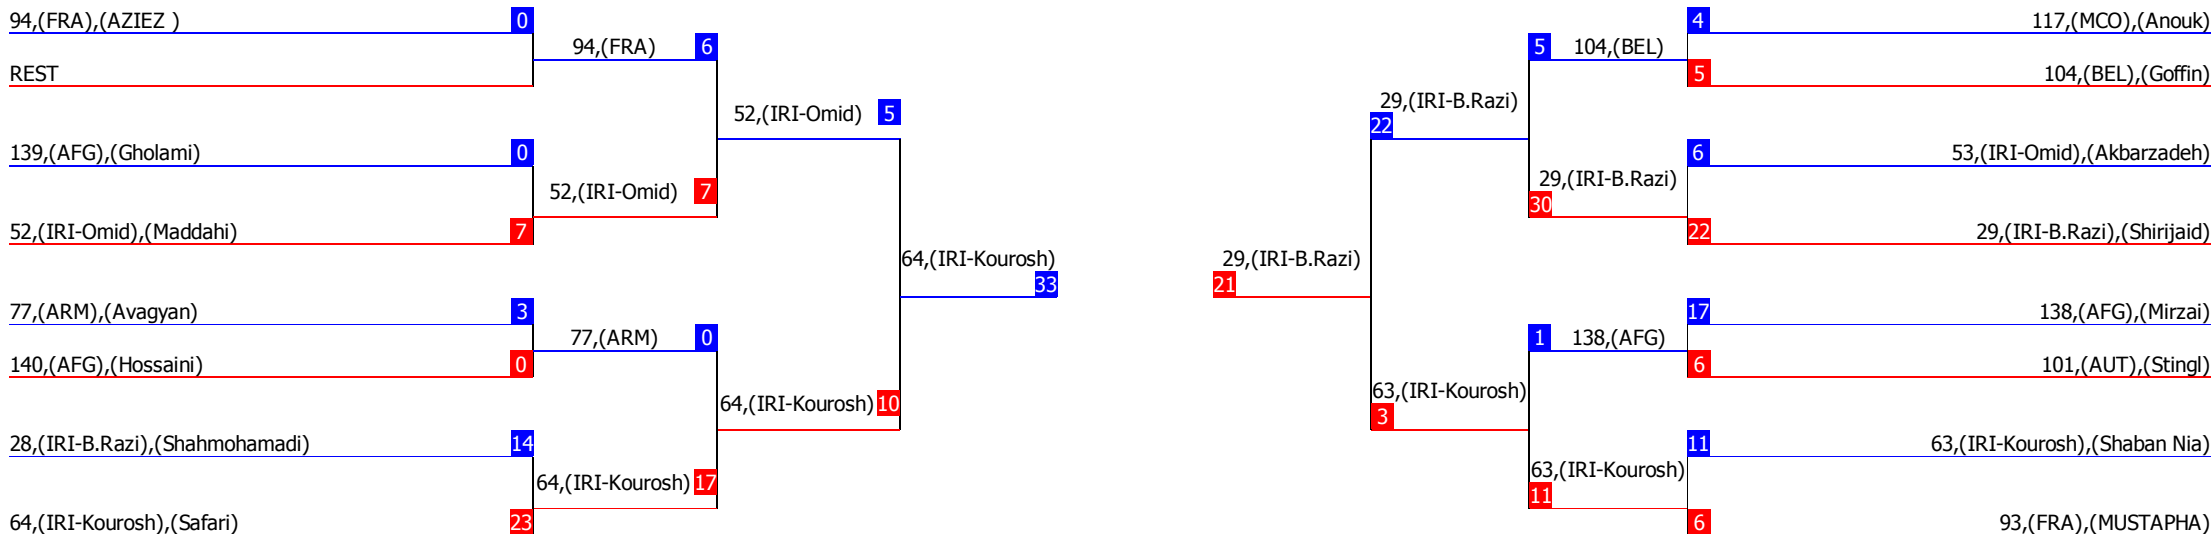 94,(FRA),(AZIEZ ) 0
REST
94,(FRA) 6
139,(AFG),(Gholami) 0
52,(IRI-Omid),(Maddahi) 7
52,(IRI-Omid) 7
52,(IRI-Omid) 5
77,(ARM),(Avagyan) 3
140,(AFG),(Hossaini) 0
77,(ARM) 0
28,(IRI-B.Razi),(Shahmohamadi) 14
64,(IRI-Kourosh),(Safari) 23
64,(IRI-Kourosh) 17
64,(IRI-Kourosh) 10
64,(IRI-Kourosh)
33
29,(IRI-B.Razi)
21
29,(IRI-B.Razi)
22
5 104,(BEL)
4 117,(MCO),(Anouk)
5 104,(BEL),(Goffin)
29,(IRI-B.Razi)
30
6 53,(IRI-Omid),(Akbarzadeh)
22 29,(IRI-B.Razi),(Shirijaid)
63,(IRI-Kourosh)
3
1 138,(AFG)
17 138,(AFG),(Mirzai)
6 101,(AUT),(Stingl)
63,(IRI-Kourosh)
11
11 63,(IRI-Kourosh),(Shaban Nia)
6 93,(FRA),(MUSTAPHA)